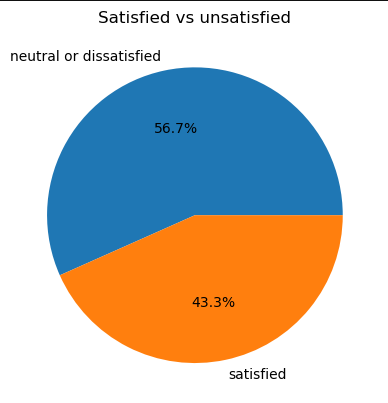 Satisfied vs unsatisfied
neutral or dissatisfied
56.7%
43.3%
satisfied